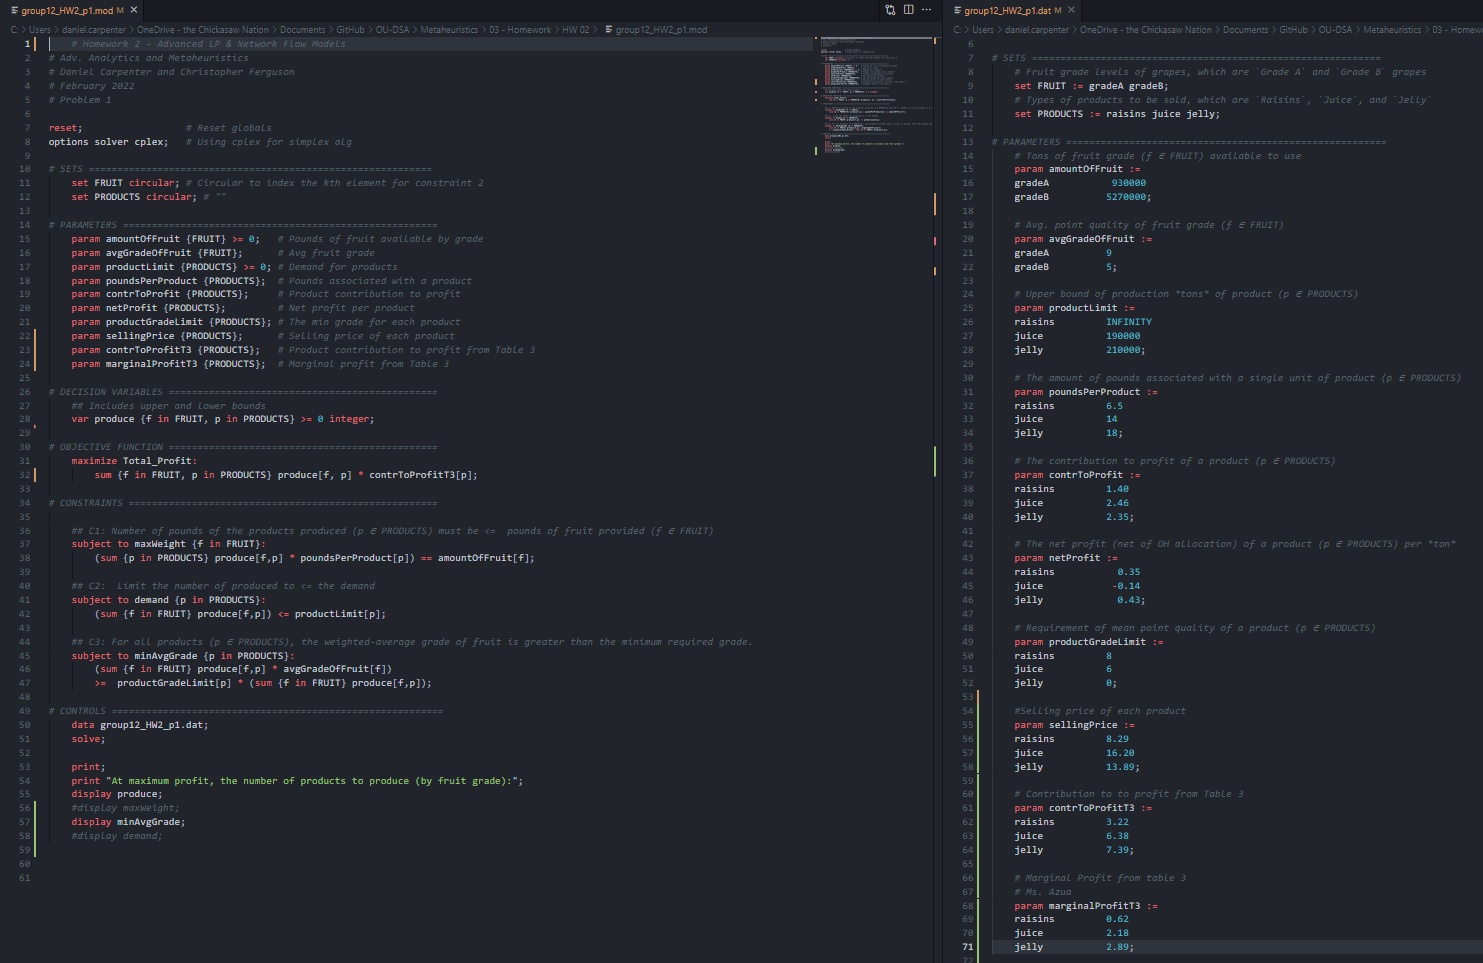 group12_HW2_p1.mod M
C: > Users > daniel.carpenter > OneDrive - the Chickasaw Nation > Documents > GitHub > OU-DSA > Metaheuristics > 03 - Homework > HW 02 > group12_HW2_p1.mod
1 # Homework 2 - Advanced LP & Network FLow Models
2 # Adv. Analytics and Metaheuristics
3 # Daniel Carpenter and Christopher Ferguson
4 # February 2022
5 # Problem 1
6
7 reset; # Reset globals
8 options solver cplex; # Using cplex for simplex alg
9
10 # SETS ============================================================
11 set FRUIT circular; # Circular to index the kth element for constraint 2
12 set PRODUCTS circular; # ""
13
14 # PARAMETERS =======================================================
15 param amountOfFruit {FRUIT} >= 0; # Pounds of fruit available by grade
16 param avgGradeOfFruit {FRUIT}; # Avg fruit grade
17 param productLimit {PRODUCTS} >= 0; # Demand for products
18 param poundsPerProduct {PRODUCTS}; # Pounds associated with a product
19 param contrToProfit {PRODUCTS}; # Product contribution to profit
20 param netProfit {PRODUCTS}; # Net profit per product
21 param productGradeLimit {PRODUCTS}; # The min grade for each product
22 param sellingPrice {PRODUCTS}; # Selling price of each product
23 param contrToProfitT3 {PRODUCTS}; # Product contribution to profit from Table 3
24 param marginalProfitT3 {PRODUCTS}; # Marginal profit from Table 3
25
26 # DECISION VARIABLES ===============================================
27 ## Includes upper and lower bounds
28 var produce {f in FRUIT, p in PRODUCTS} >= 0 integer;
29
30 # OBJECTIVE FUNCTION ===============================================
31 maximize Total_Profit:
32 sum {f in FRUIT, p in PRODUCTS} produce[f, p] * contrToProfitT3[p];
33
34 # CONSTRAINTS ======================================================
35
36 ## C1: Number of pounds of the products produced (p ∈ PRODUCTS) must be <= pounds of fruit provided (f ∈ FRUIT)
37 subject to maxWeight {f in FRUIT}:
38 (sum {p in PRODUCTS} produce[f,p] * poundsPerProduct[p]) == amountOfFruit[f];
39
40 ## C2: Limit the number of produced to <= the demand
41 subject to demand {p in PRODUCTS}:
42 (sum {f in FRUIT} produce[f,p]) <= productLimit[p];
43
44 ## C3: For all products (p ∈ PRODUCTS), the weighted-average grade of fruit is greater than the minimum required grade.
45 subject to minAvgGrade {p in PRODUCTS}:
46 (sum {f in FRUIT} produce[f,p] * avgGradeOfFruit[f])
47 >= productGradeLimit[p] * (sum {f in FRUIT} produce[f,p]);
48
49 # CONTROLS ==========================================================
50 data group12_HW2_p1.dat;
51 solve;
52
53 print;
54 print "At maximum profit, the number of products to produce (by fruit grade):";
55 display produce;
56 #display maxWeight;
57 display minAvgGrade;
58 #display demand;
59
60
61
group12_HW2_p1.dat M
C: > Users > daniel.carpenter > OneDrive - the Chickasaw Nation > Documents > GitHub > OU-DSA > Metaheuristics > 03 - Homew
6
7 # SETS =============================================================
8 # Fruit grade levels of grapes, which are `Grade A` and `Grade B` grapes
9 set FRUIT := gradeA gradeB;
10 # Types of products to be sold, which are `Raisins`, `Juice`, and `Jelly`
11 set PRODUCTS := raisins juice jelly;
12
13 # PARAMETERS ========================================================
14 # Tons of fruit grade (f ∈ FRUIT) available to use
15 param amountOfFruit :=
16 gradeA 930000
17 gradeB 5270000;
18
19 # Avg. point quality of fruit grade (f ∈ FRUIT)
20 param avgGradeOfFruit :=
21 gradeA 9
22 gradeB 5;
23
24 # Upper bound of production *tons* of product (p ∈ PRODUCTS)
25 param productLimit :=
26 raisins INFINITY
27 juice 190000
28 jelly 210000;
29
30 # The amount of pounds associated with a single unit of product (p ∈ PRODUCTS)
31 param poundsPerProduct :=
32 raisins 6.5
33 juice 14
34 jelly 18;
35
36 # The contribution to profit of a product (p ∈ PRODUCTS)
37 param contrToProfit :=
38 raisins 1.40
39 juice 2.46
40 jelly 2.35;
41
42 # The net profit (net of OH allocation) of a product (p ∈ PRODUCTS) per *ton*
43 param netProfit :=
44 raisins 0.35
45 juice -0.14
46 jelly 0.43;
47
48 # Requirement of mean point quality of a product (p ∈ PRODUCTS)
49 param productGradeLimit :=
50 raisins 8
51 juice 6
52 jelly 0;
53
54 #Selling price of each product
55 param sellingPrice :=
56 raisins 8.29
57 juice 16.20
58 jelly 13.89;
59
60 # Contribution to to profit from Table 3
61 param contrToProfitT3 :=
62 raisins 3.22
63 juice 6.38
64 jelly 7.39;
65
66 # Marginal Profit from table 3
67 # Ms. Azua
68 param marginalProfitT3 :=
69 raisins 0.62
70 juice 2.18
71 jelly 2.89;
72